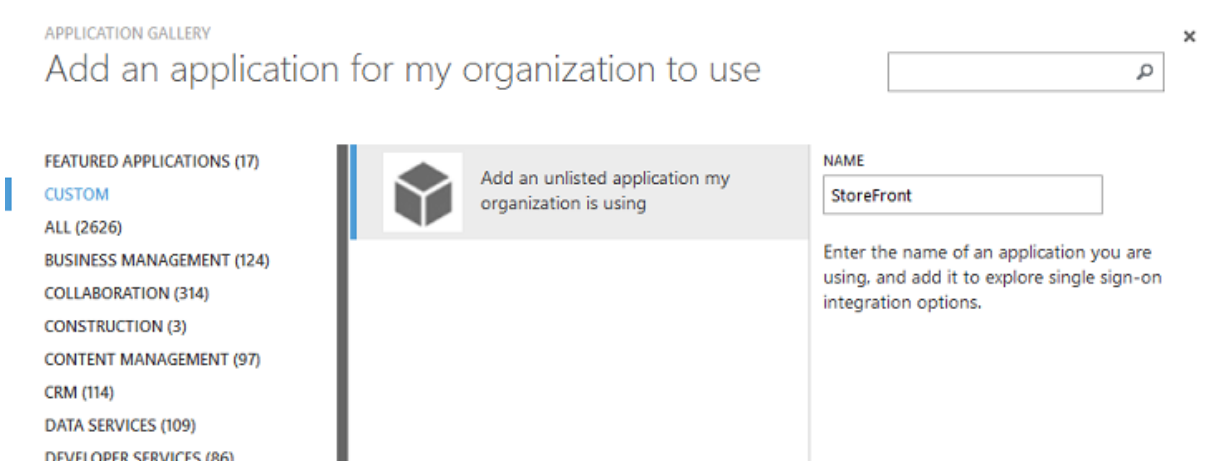 APPLICATION GALLERY
Add an application for my organization to use
FEATURED APPLICATIONS (17)
CUSTOM
ALL (2626)
BUSINESS MANAGEMENT (124)
COLLABORATION (314)
CONSTRUCTION (3)
CONTENT MANAGEMENT (97)
CRM (114)
DATA SERVICES (109)
DEVELOPER SERVICES (86)
Add an unlisted application my
organization is using
NAME
StoreFront
Enter the name of an application you are
using, and add it to explore single sign-on
integration options.